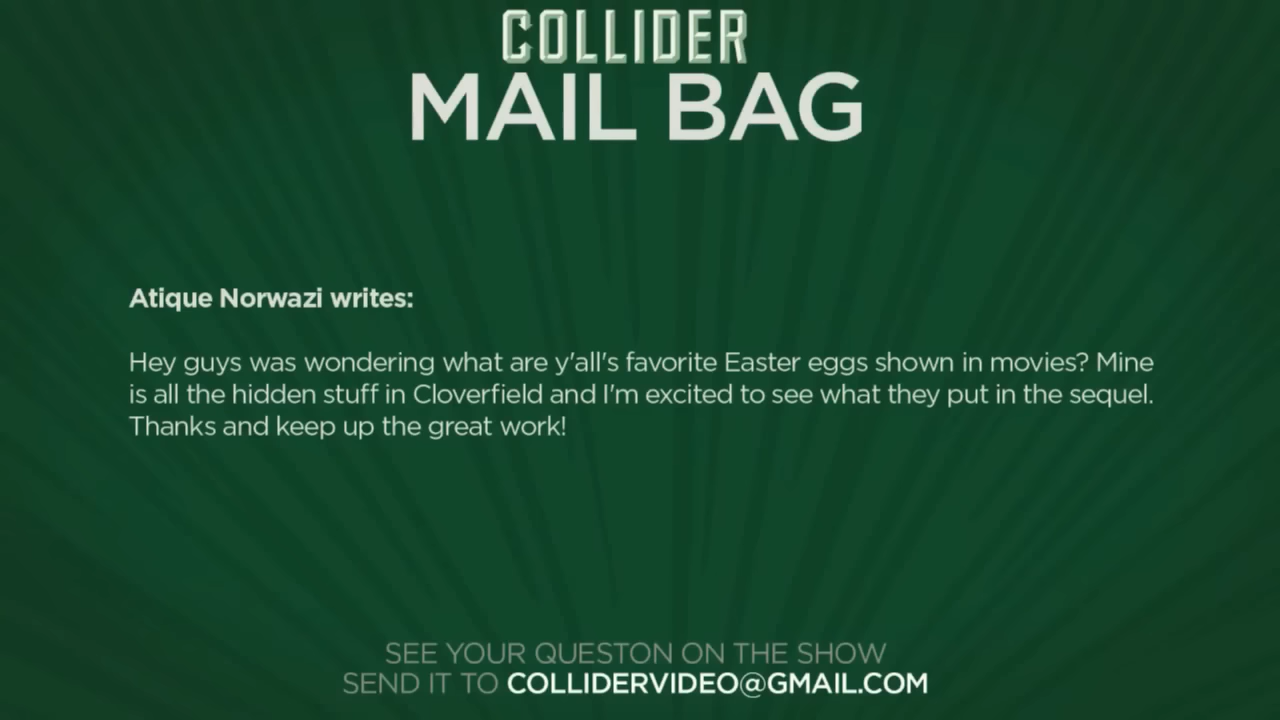 COLLIDER
MAIL BAG
Atique Norwazi writes:
Hey guys was wondering what are y'all's favorite Easter eggs shown in movies? Mine
is all the hidden stuff in Cloverfield and I'm excited to see what they put in the sequel.
Thanks and keep up the great work!
SEE YOUR QUESTON ON THE SHOW
SEND IT TO COLLIDERVIDEO@GMAIL.COM